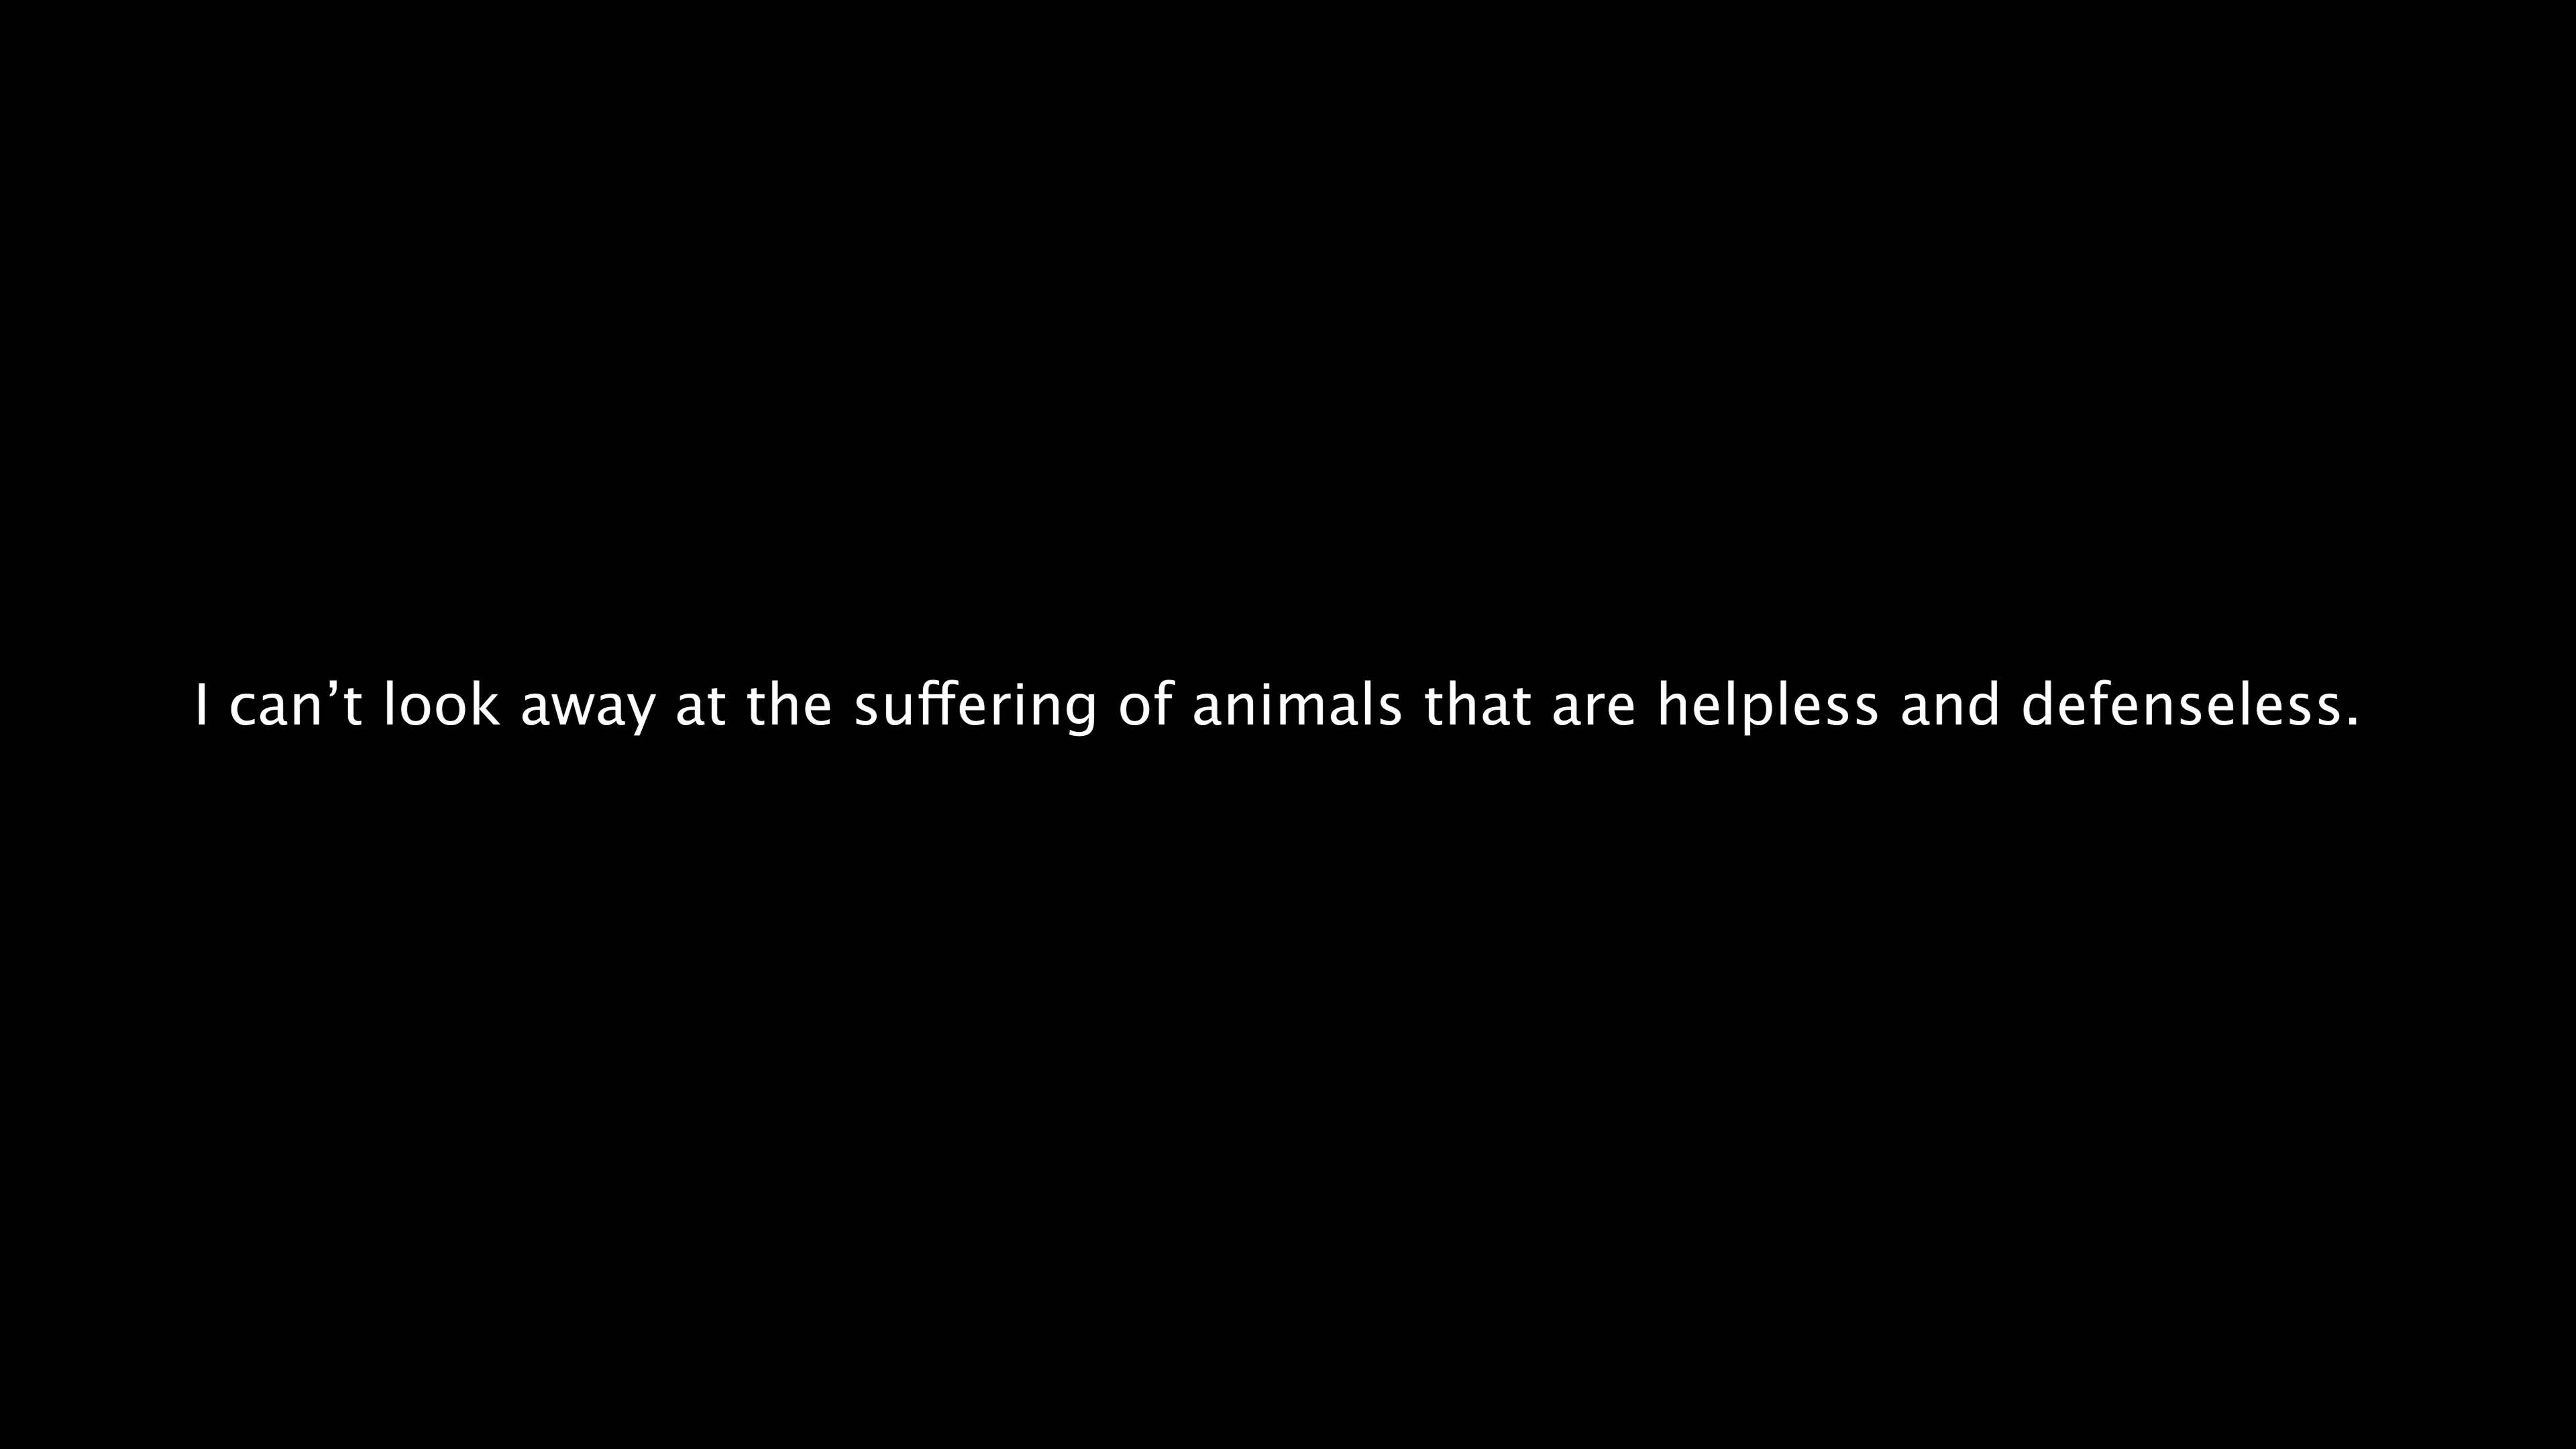 I can’t look away at the suffering of animals that are helpless and defenseless.